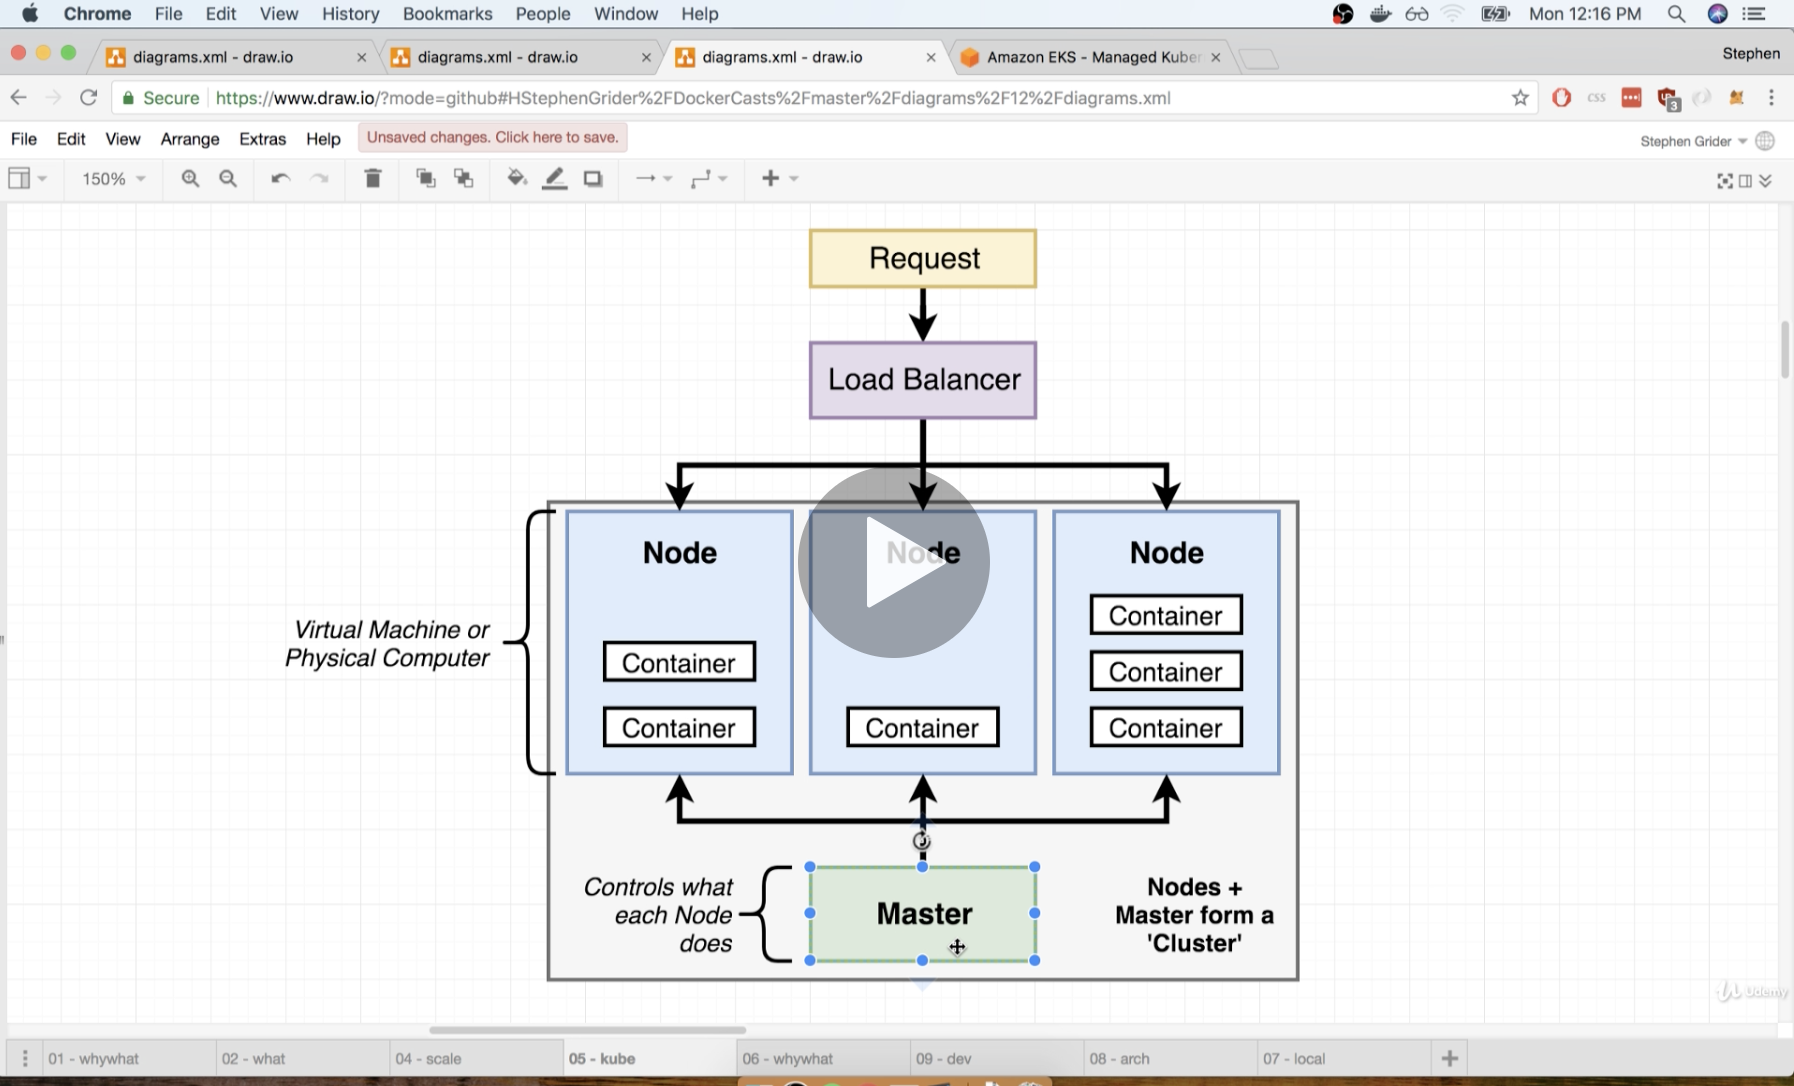 Chrome File Edit View History Bookmarks People Window Help Mon 12:16 PM
diagrams.xml - draw.io diagrams.xml - draw.io diagrams.xml - draw.io Amazon EKS - Managed Kuber Stephen
Secure https://www.draw.io/?mode=github#HStephenGrider%2FDockerCasts%2Fmaster%2Fdiagrams%2F12%2Fdiagrams.xml CSS 3
File Edit View Arrange Extras Help Unsaved changes. Click here to save. Stephen Grider
150%
Request
Load Balancer
Node Node Node
Container
Virtual Machine or
Physical Computer
Container
Container
Container
Container
Container
Controls what
each Node
does
Master
Nodes +
Master form a
'Cluster'
Udemy
01 - whywhat 02 - what 04 - scale 05 - kube 06 - whywhat 09 - dev 08 - arch 07 - local